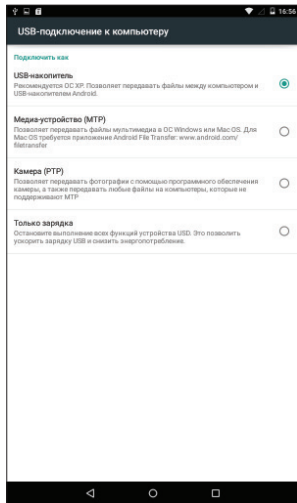 16:56
USB-подключение к компьютеру
Подключить как
USB-накопитель
Рекомендуется ОС XP. Позволяет передавать файлы между компьютером и
USB-накопителем Android.
Медиа-устройство (MTP)
Позволяет передавать файлы мультимедиа в ОС Windows или Mac OS. Для
Mac OS требуется приложение Android File Transfer: www.android.com/
filetransfer
Камера (PTP)
Позволяет передавать фотографии с помощью программного обеспечения
камеры, а также передавать любые файлы на компьютеры, которые не
поддерживают MTP
Только зарядка
Остановите выполнение всех функций устройства USD. Это позволить
ускорить зарядку USB и снизить энергопотребление.